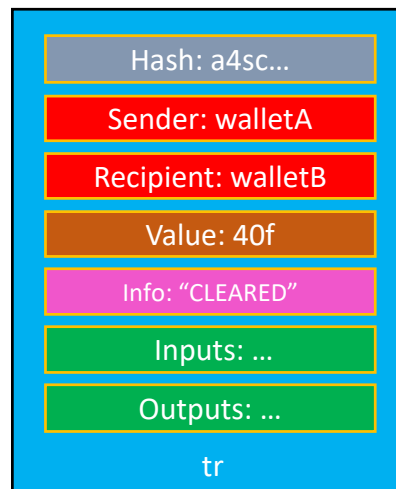 Hash: a4sc...
Sender: walletA
Recipient: walletB
Value: 40f
Info: “CLEARED”
Inputs: ...
Outputs: ...
tr